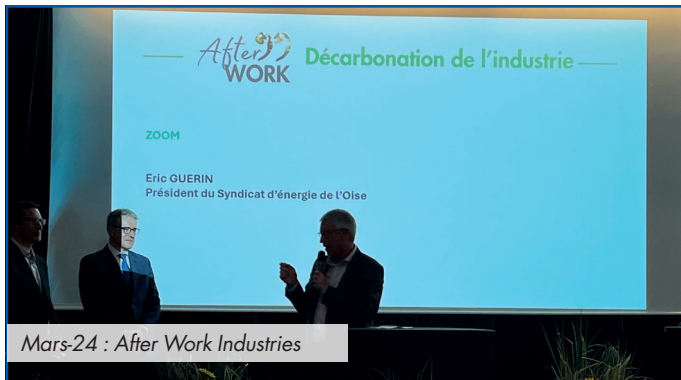 After WORK
Décarbonation de l'industrie
ZOOM
Eric GUERIN
Président du Syndicat d'énergie de l'Oise
Mars-24 : After Work Industries